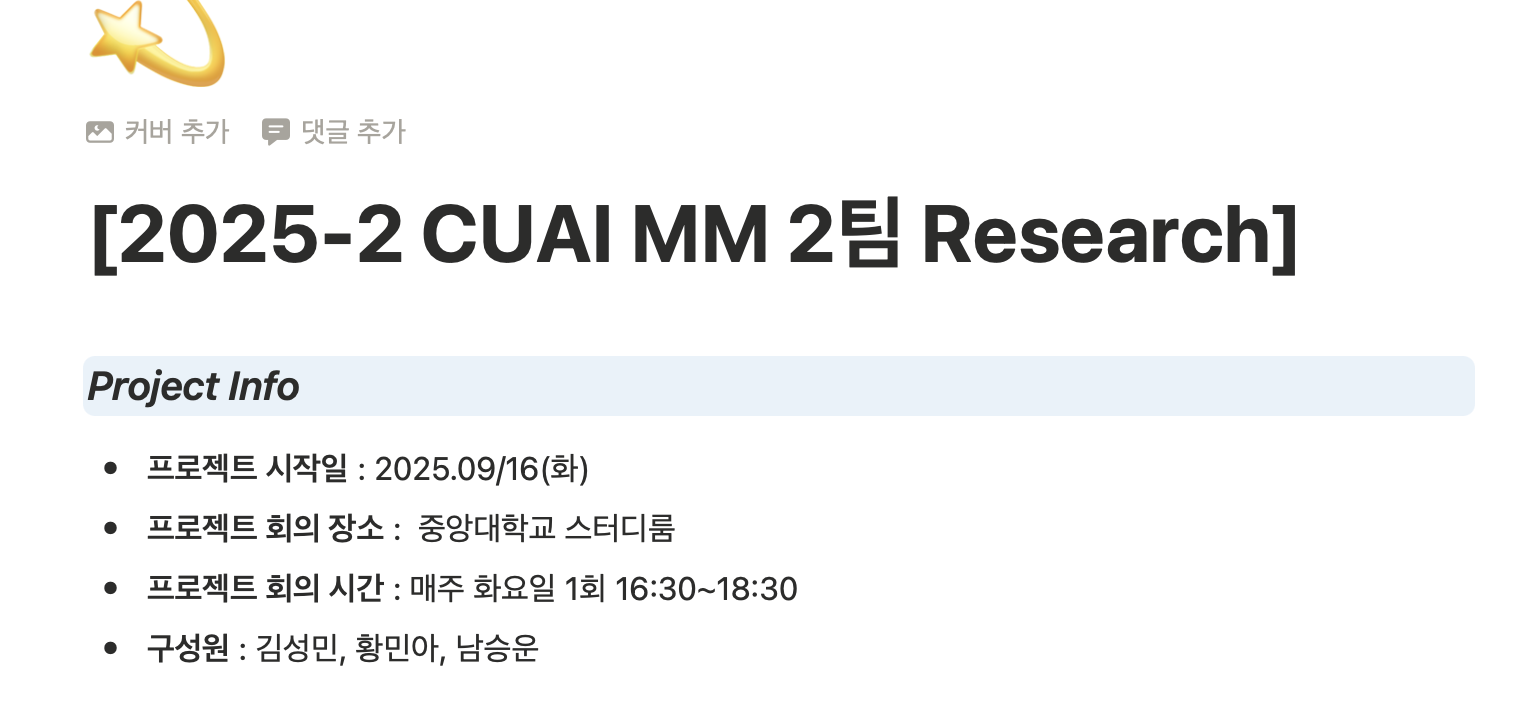 커버 추가 댓글 추가
[2025-2 CUAI MM 2팀 Research]
Project Info
• 프로젝트 시작일 : 2025.09/16(화)
• 프로젝트 회의 장소 :  중앙대학교 스터디룸
• 프로젝트 회의 시간 : 매주 화요일 1회 16:30~18:30
• 구성원 : 김성민, 황민아, 남승운